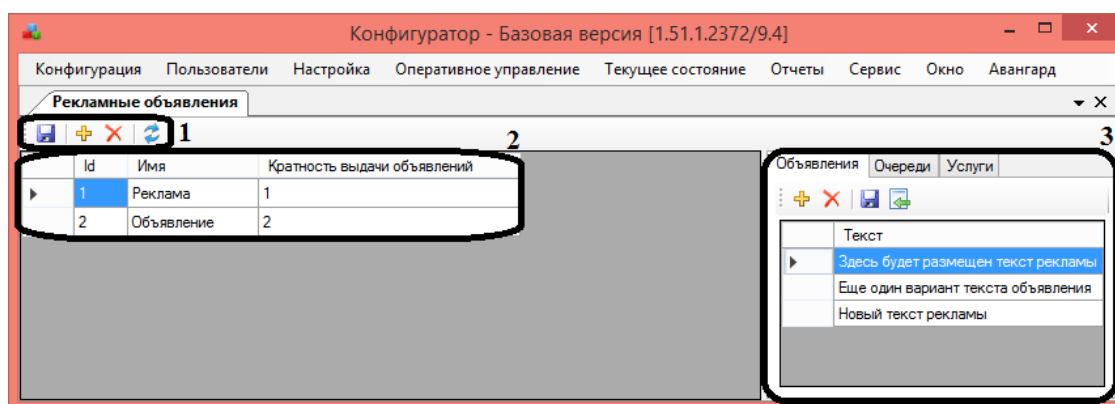 Конфигуратор - Базовая версия [1.51.1.2372/9.4]
Конфигурация Пользователи Настройка Оперативное управление Текущее состояние Отчеты Сервис Окно Авангард
Рекламные объявления
1
2
3
Id Имя Кратность выдачи объявлений
1 Реклама 1
2 Объявление 2
Объявления Очереди Услуги
Текст
Здесь будет размещен текст рекламы
Еще один вариант текста объявления
Новый текст рекламы